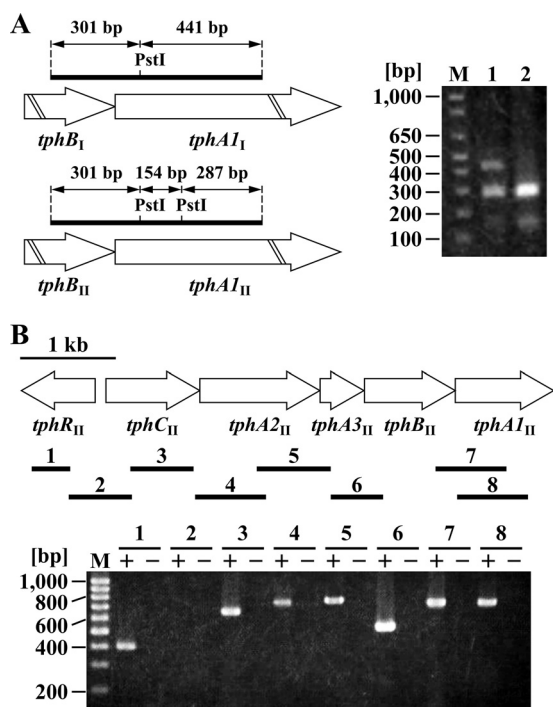 A
301 bp 441 bp
PstI
tphB_I tphA1_I
301 bp 154 bp 287 bp
PstI PstI
tphB_II tphA1_II
[bp] M 1 2
1,000
650
500
400
300
200
100
B
1 kb
tphR_II tphC_II tphA2_II tphA3_II tphB_II tphA1_II
1 3 5 7
2 4 6 8
1 2 3 4 5 6 7 8
[bp] M + − + − + − + − + − + − + − + −
1,000
800
600
400
200